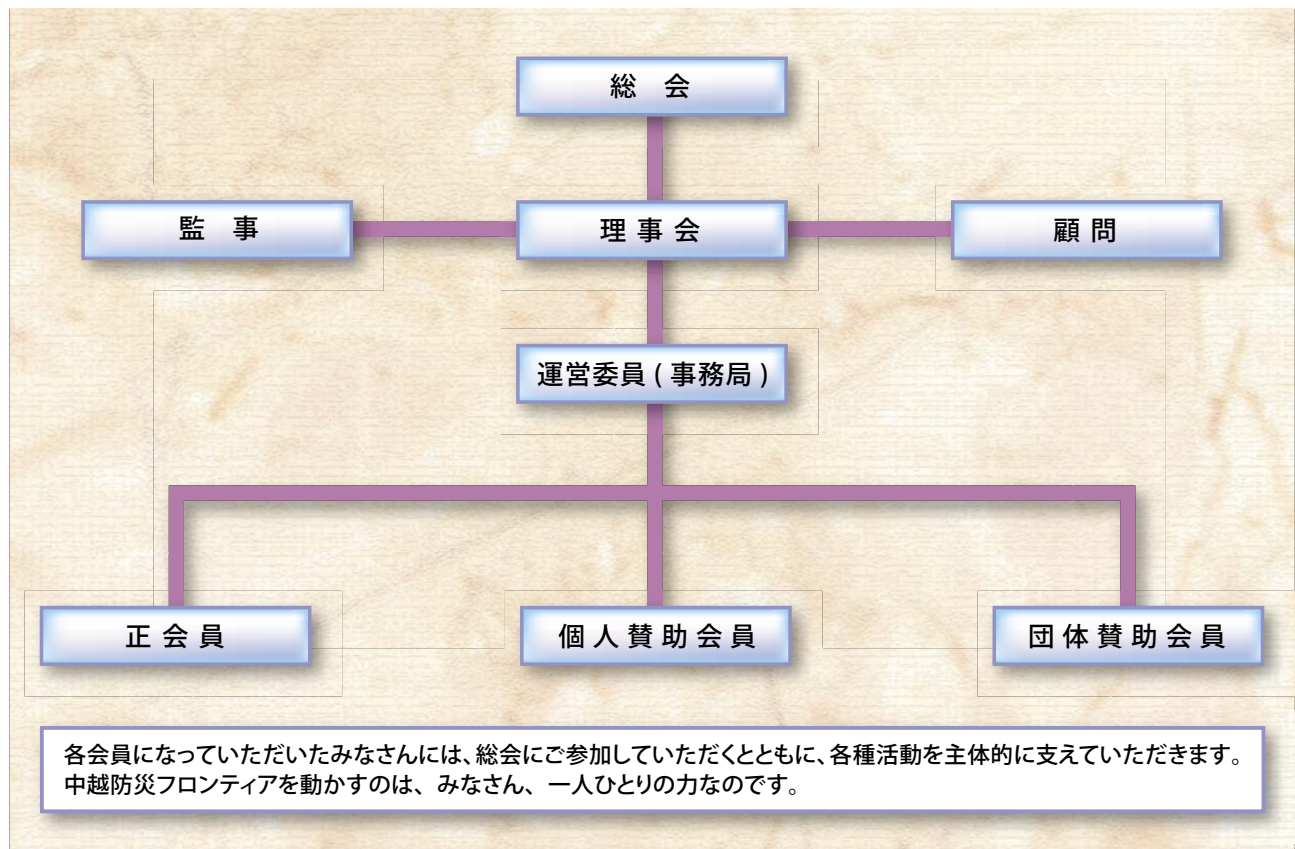 総 会
監 事
理 事 会
顧 問
運営委員 ( 事務局 )
正 会 員
個 人 賛 助 会 員
団 体 賛 助 会 員
各会員になっていただいたみなさんには、総会にご参加していただくとともに、各種活動を主体的に支えていただきます。
中越防災フロンティアを動かすのは、みなさん、一人ひとりの力なのです。